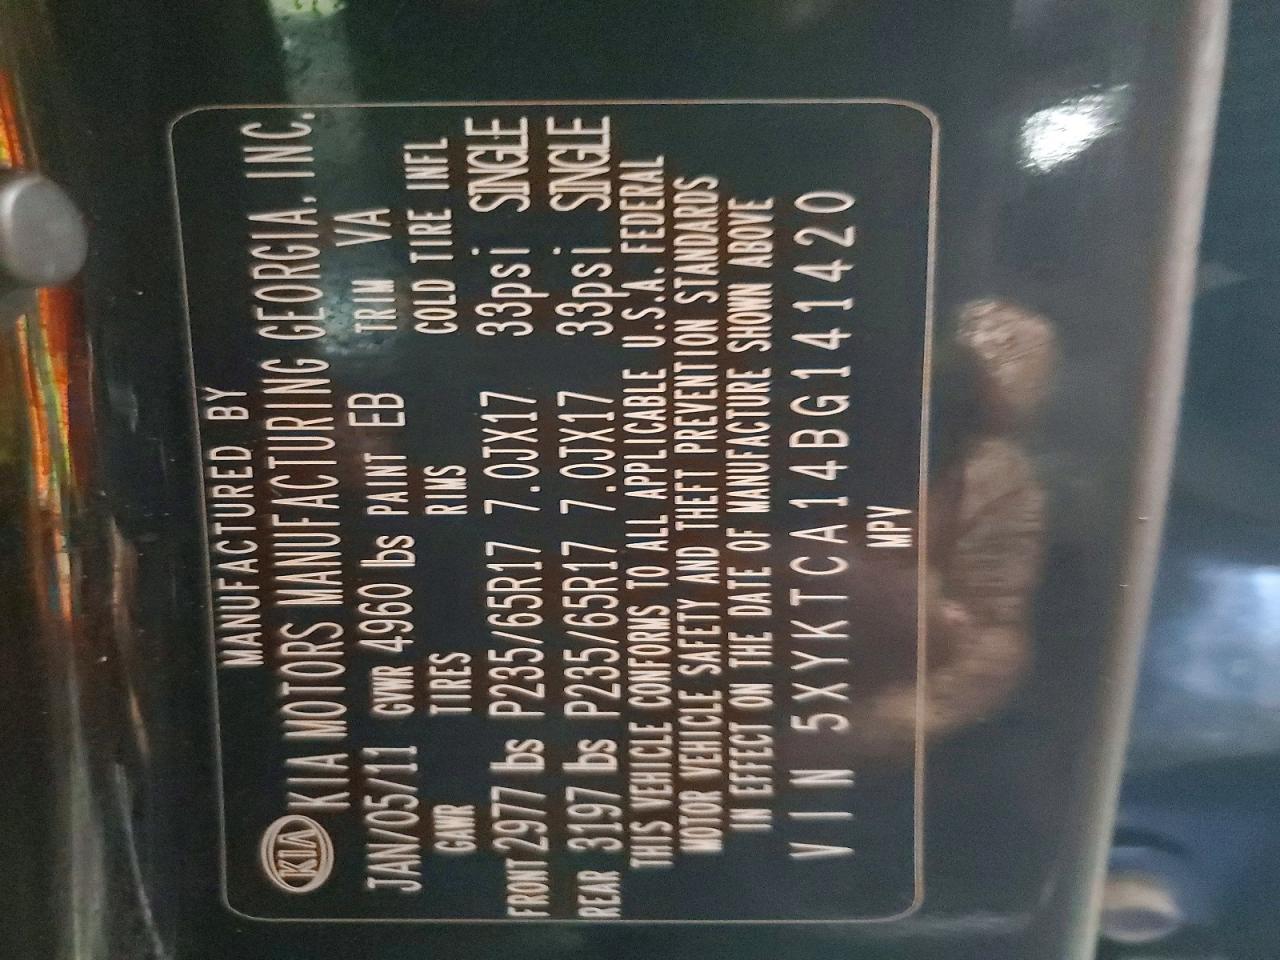 MANUFACTURED BY
KIA KIA MOTORS MANUFACTURING GEORGIA, INC.
JAN/05/11 GVWR 4960 lbs PAINT EB TRIM VA
GAWR TIRES RIMS COLD TIRE INFL
FRONT 2977 lbs P235/65R17 7.0JX17 33psi SINGLE
REAR 3197 lbs P235/65R17 7.0JX17 33psi SINGLE
THIS VEHICLE CONFORMS TO ALL APPLICABLE U.S.A. FEDERAL
MOTOR VEHICLE SAFETY AND THEFT PREVENTION STANDARDS
IN EFFECT ON THE DATE OF MANUFACTURE SHOWN ABOVE
VIN 5XYKTCA14BG141420
MPV